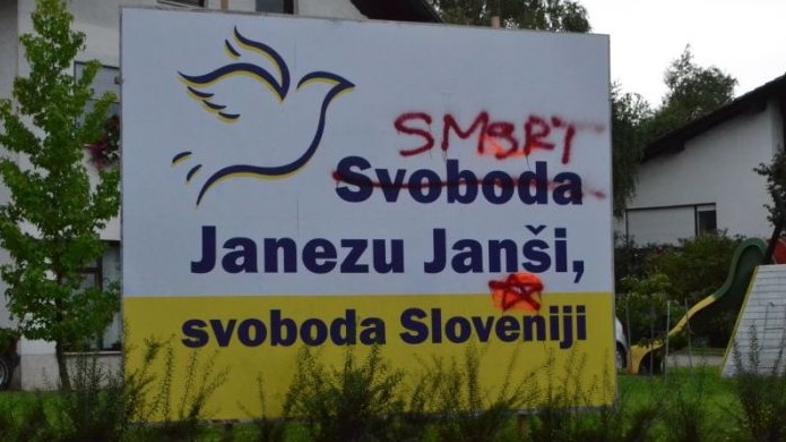 SMRT
Svoboda
Janezu Janši,
svoboda Sloveniji